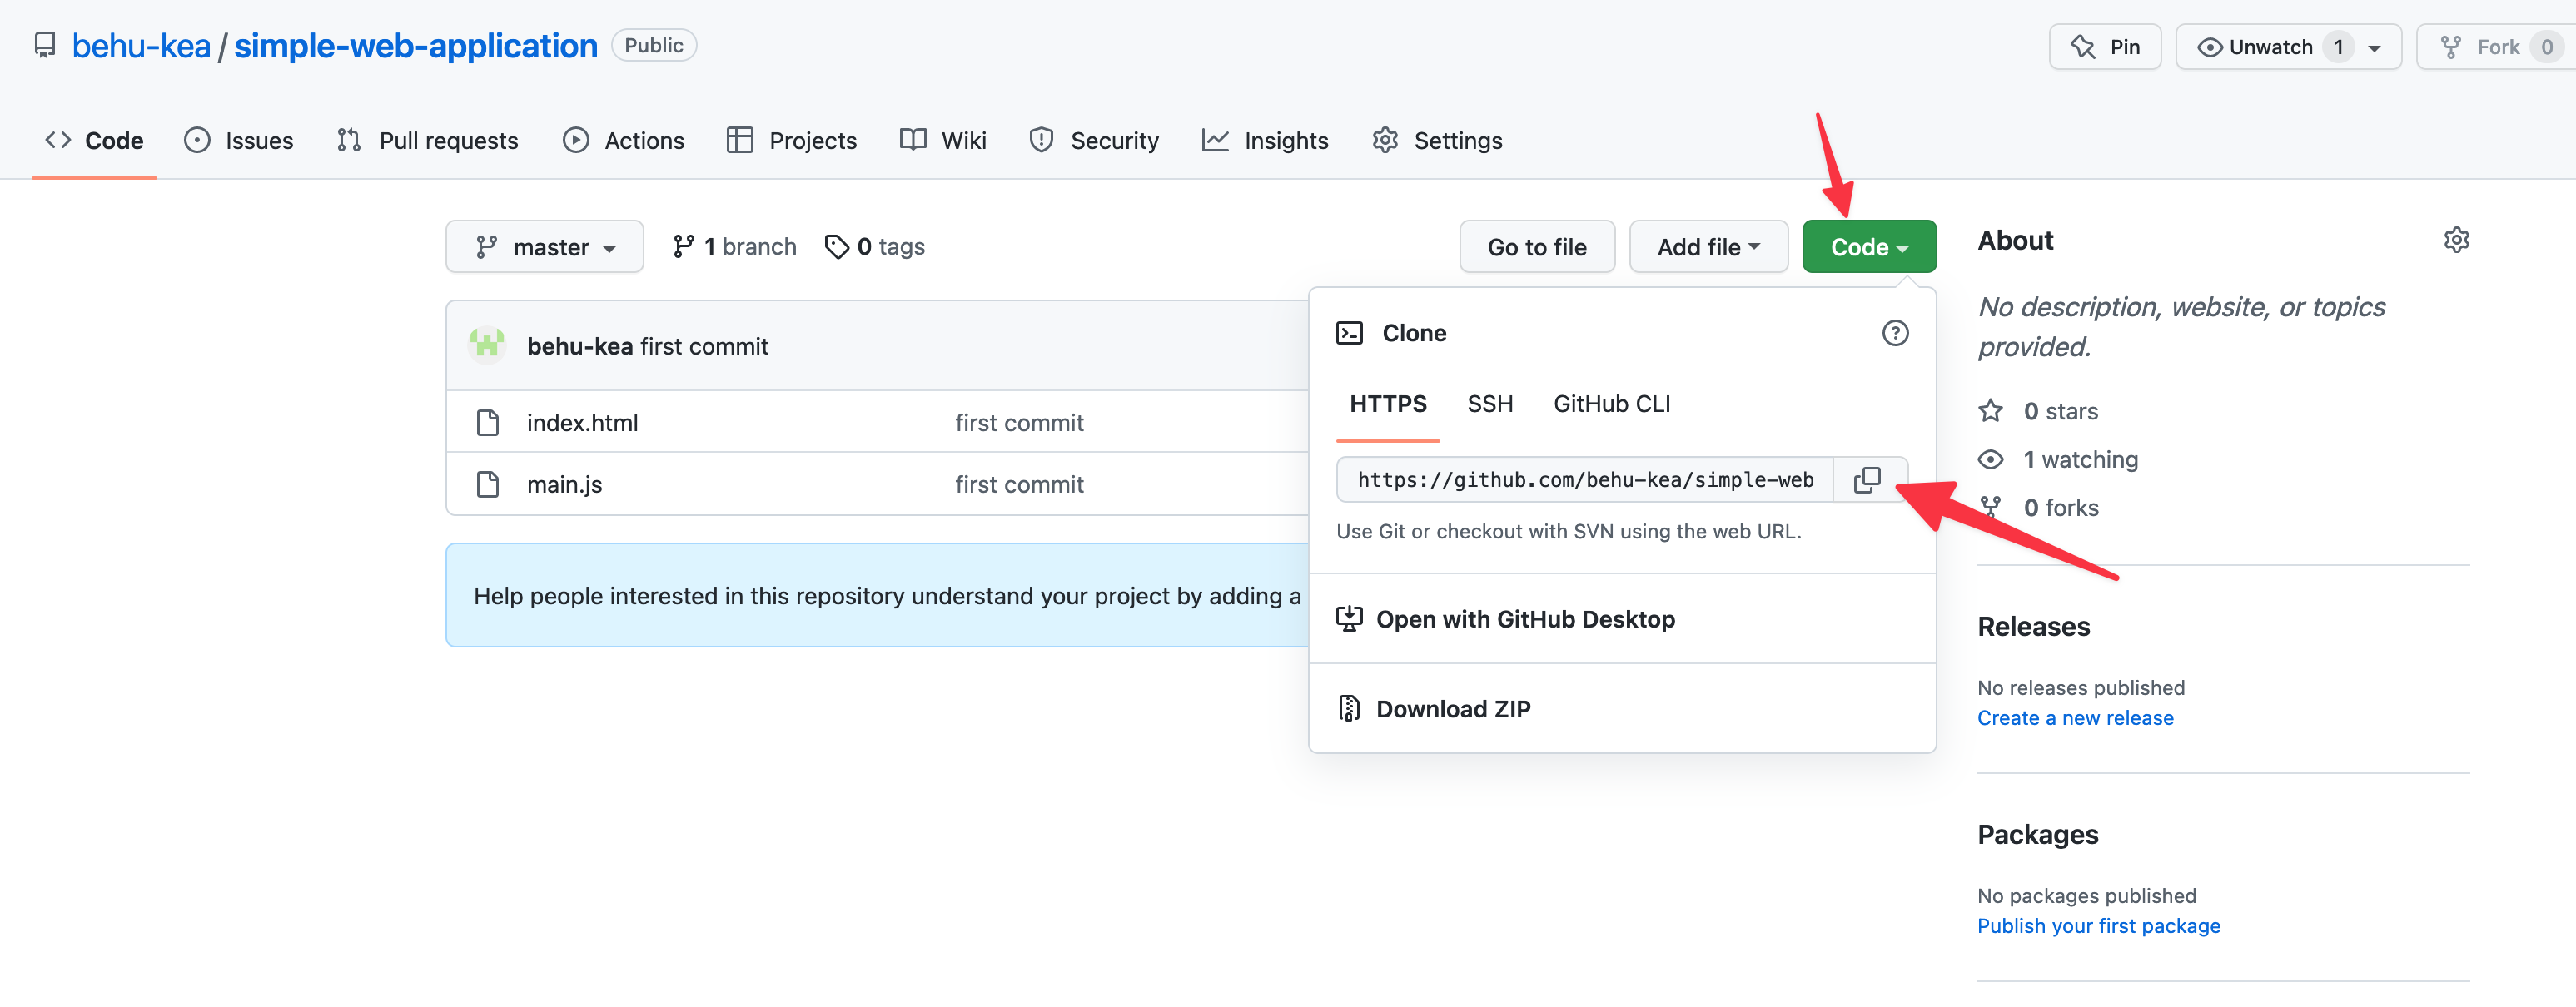 behu-kea / simple-web-application Public
Pin Unwatch 1 Fork 0
Code Issues Pull requests Actions Projects Wiki Security Insights Settings
master 1 branch 0 tags Go to file Add file Code
behu-kea first commit
index.html first commit
main.js first commit
Help people interested in this repository understand your project by adding a
Clone
HTTPS SSH GitHub CLI
https://github.com/behu-kea/simple-web
Use Git or checkout with SVN using the web URL.
Open with GitHub Desktop
Download ZIP
About
No description, website, or topics
provided.
0 stars
1 watching
0 forks
Releases
No releases published
Create a new release
Packages
No packages published
Publish your first package